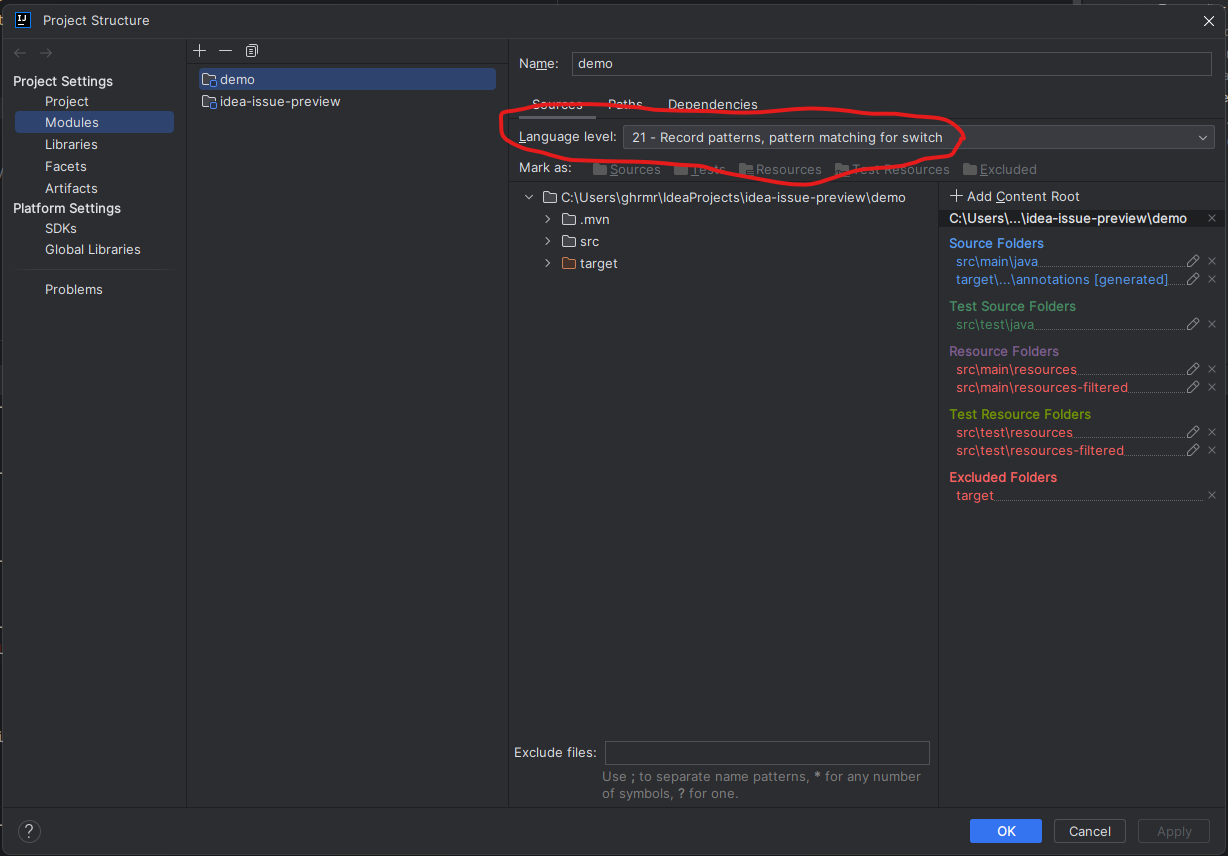 Project Structure
Project Settings
Project
Modules
Libraries
Facets
Artifacts
Platform Settings
SDKs
Global Libraries
Problems
demo
idea-issue-preview
Name: demo
Sources Paths Dependencies
Language level: 21 - Record patterns, pattern matching for switch
Mark as: Sources Tests Resources Test Resources Excluded
C:\Users\ghrmr\IdeaProjects\idea-issue-preview\demo
.mvn
src
target
Exclude files:
Use ; to separate name patterns, * for any number
of symbols, ? for one.
Add Content Root
C:\Users\...\idea-issue-preview\demo
Source Folders
src\main\java
target\...\annotations [generated]
Test Source Folders
src\test\java
Resource Folders
src\main\resources
src\main\resources-filtered
Test Resource Folders
src\test\resources
src\test\resources-filtered
Excluded Folders
target
?
OK Cancel Apply